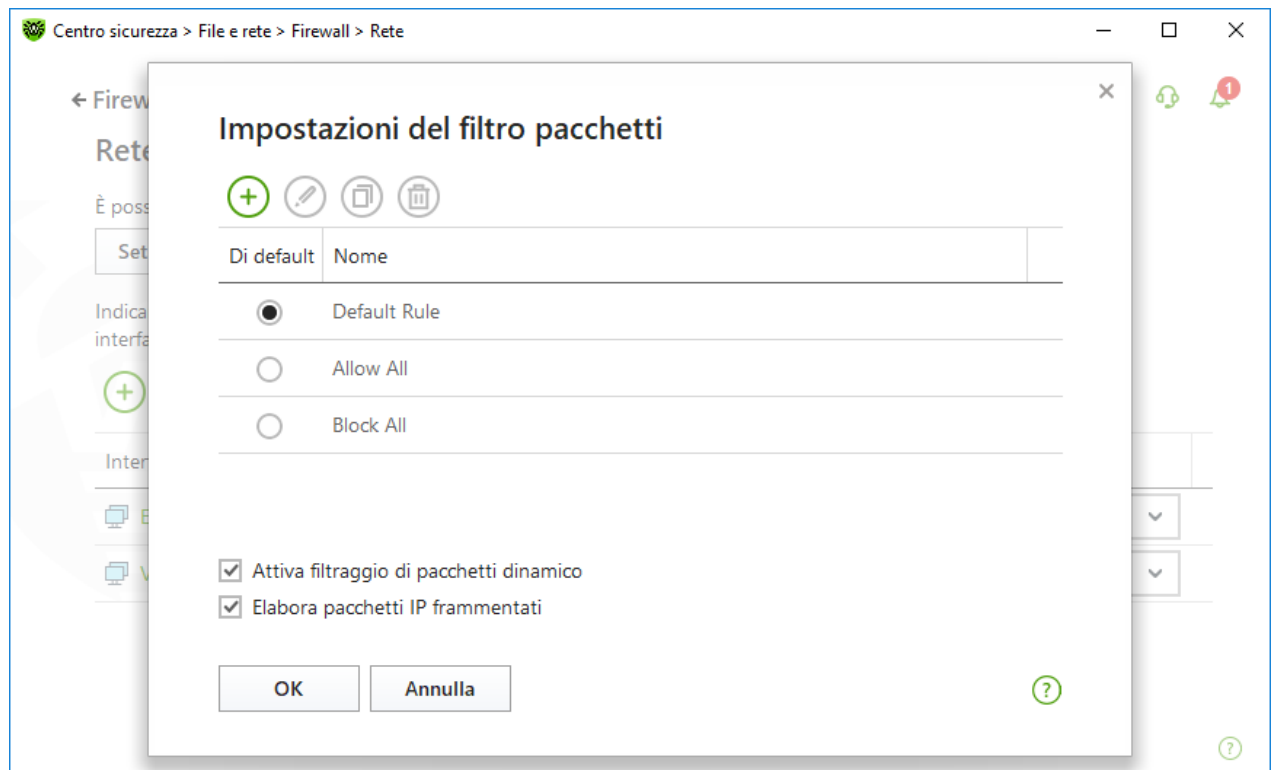 Centro sicurezza > File e rete > Firewall > Rete
Firew
1
Impostazioni del filtro pacchetti
Rete
È poss
Set
Di default Nome
Indica
interfa
Default Rule
Allow All
Block All
Inter
E
V
Attiva filtraggio di pacchetti dinamico
Elabora pacchetti IP frammentati
OK
Annulla
?
?